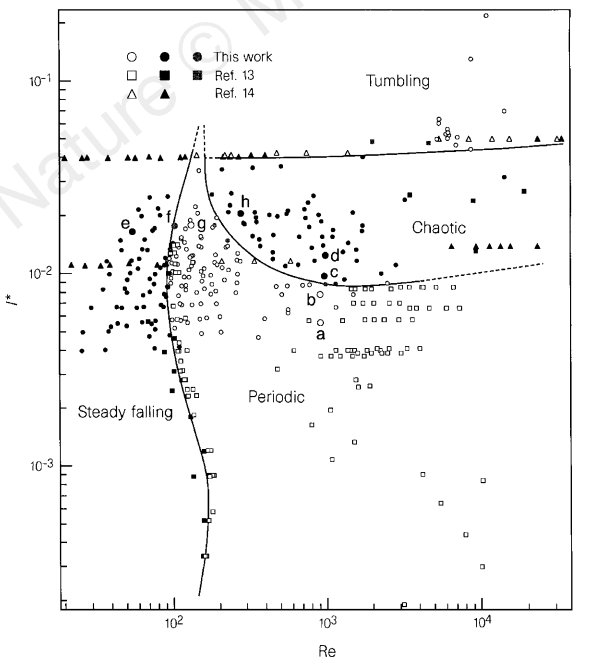 Nature ©
This work
Ref. 13
Ref. 14
Tumbling
10⁻¹
e
f
g
h
Chaotic
d
c
10⁻²
b
a
I*
Periodic
Steady falling
10⁻³
10²
10³
10⁴
Re